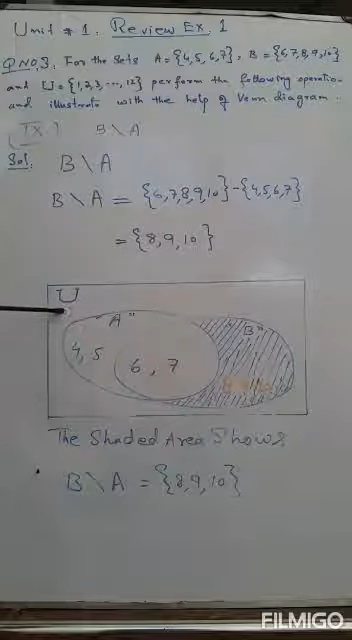 Unit # 1. Review Ex. 1
Q No,3. For the Sets A = {4,5,6,7}, B = {6,7,8,9,10}
and U = {1,2,3,...,12} perform the following operation
and illustrate with the help of Venn diagram.
IX. B \ A
Sol. B \ A
B \ A = {6,7,8,9,10} - {4,5,6,7}
= {8,9,10}
U
"A" B"
4,5
6, 7
The Shaded Area Shows
B \ A = {8,9,10}
FILMIGO